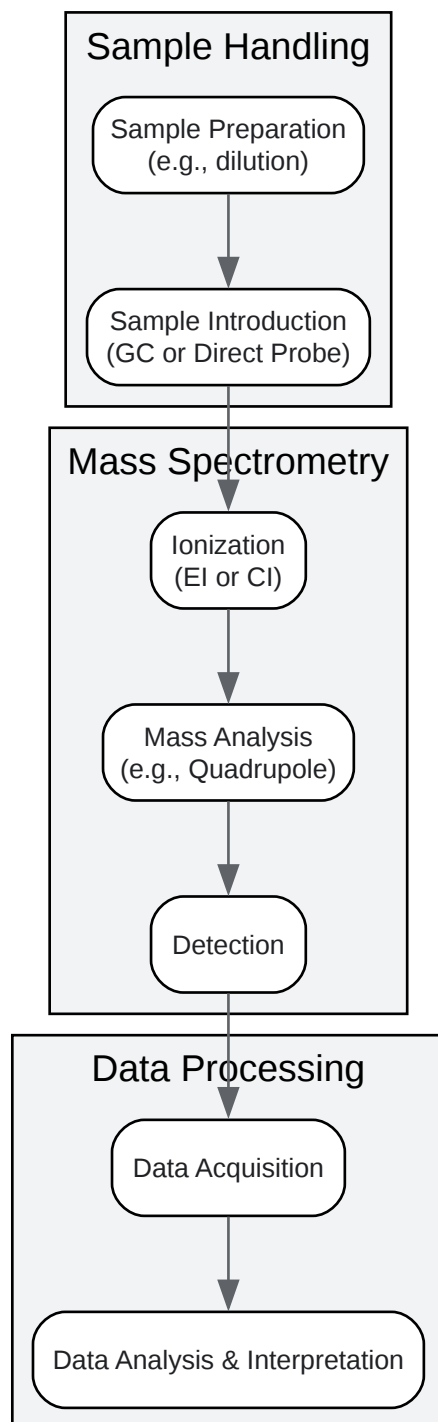 Sample Handling
Sample Preparation
(e.g., dilution)
Sample Introduction
(GC or Direct Probe)
Mass Spectrometry
Ionization
(EI or CI)
Mass Analysis
(e.g., Quadrupole)
Detection
Data Processing
Data Acquisition
Data Analysis & Interpretation